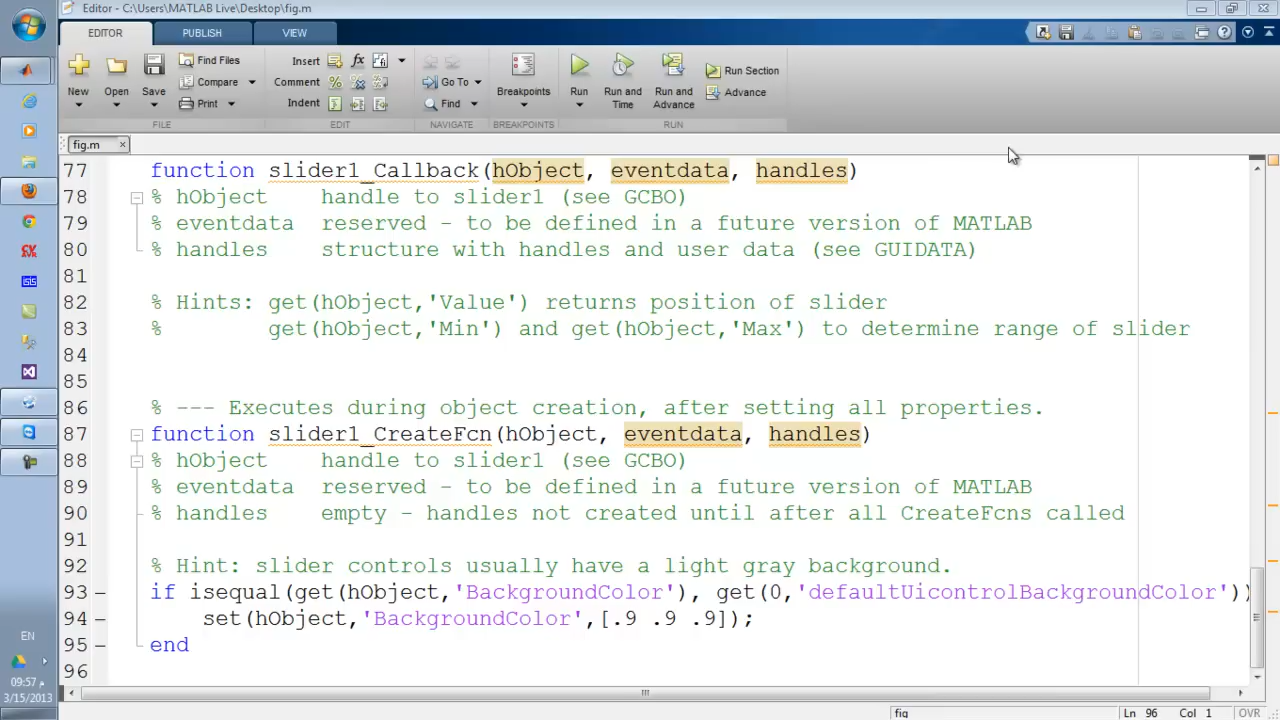 Editor - C:\Users\MATLAB Live\Desktop\fig.m
EDITOR PUBLISH VIEW
New Open Save Find Files Compare Print
FILE
Insert Comment Indent
EDIT
Go To Find
NAVIGATE
Breakpoints
BREAKPOINTS
Run Run and Time Run and Advance Run Section Advance
RUN
fig.m
77 function slider1_Callback(hObject, eventdata, handles)
78 % hObject    handle to slider1 (see GCBO)
79 % eventdata  reserved - to be defined in a future version of MATLAB
80 % handles    structure with handles and user data (see GUIDATA)
81
82 % Hints: get(hObject,'Value') returns position of slider
83 %        get(hObject,'Min') and get(hObject,'Max') to determine range of slider
84
85
86 % --- Executes during object creation, after setting all properties.
87 function slider1_CreateFcn(hObject, eventdata, handles)
88 % hObject    handle to slider1 (see GCBO)
89 % eventdata  reserved - to be defined in a future version of MATLAB
90 % handles    empty - handles not created until after all CreateFcns called
91
92 % Hint: slider controls usually have a light gray background.
93 if isequal(get(hObject,'BackgroundColor'), get(0,'defaultUicontrolBackgroundColor'))
94     set(hObject,'BackgroundColor',[.9 .9 .9]);
95 end
96
EN
09:57 م
3/15/2013
fig
Ln 96 Col 1 OVR